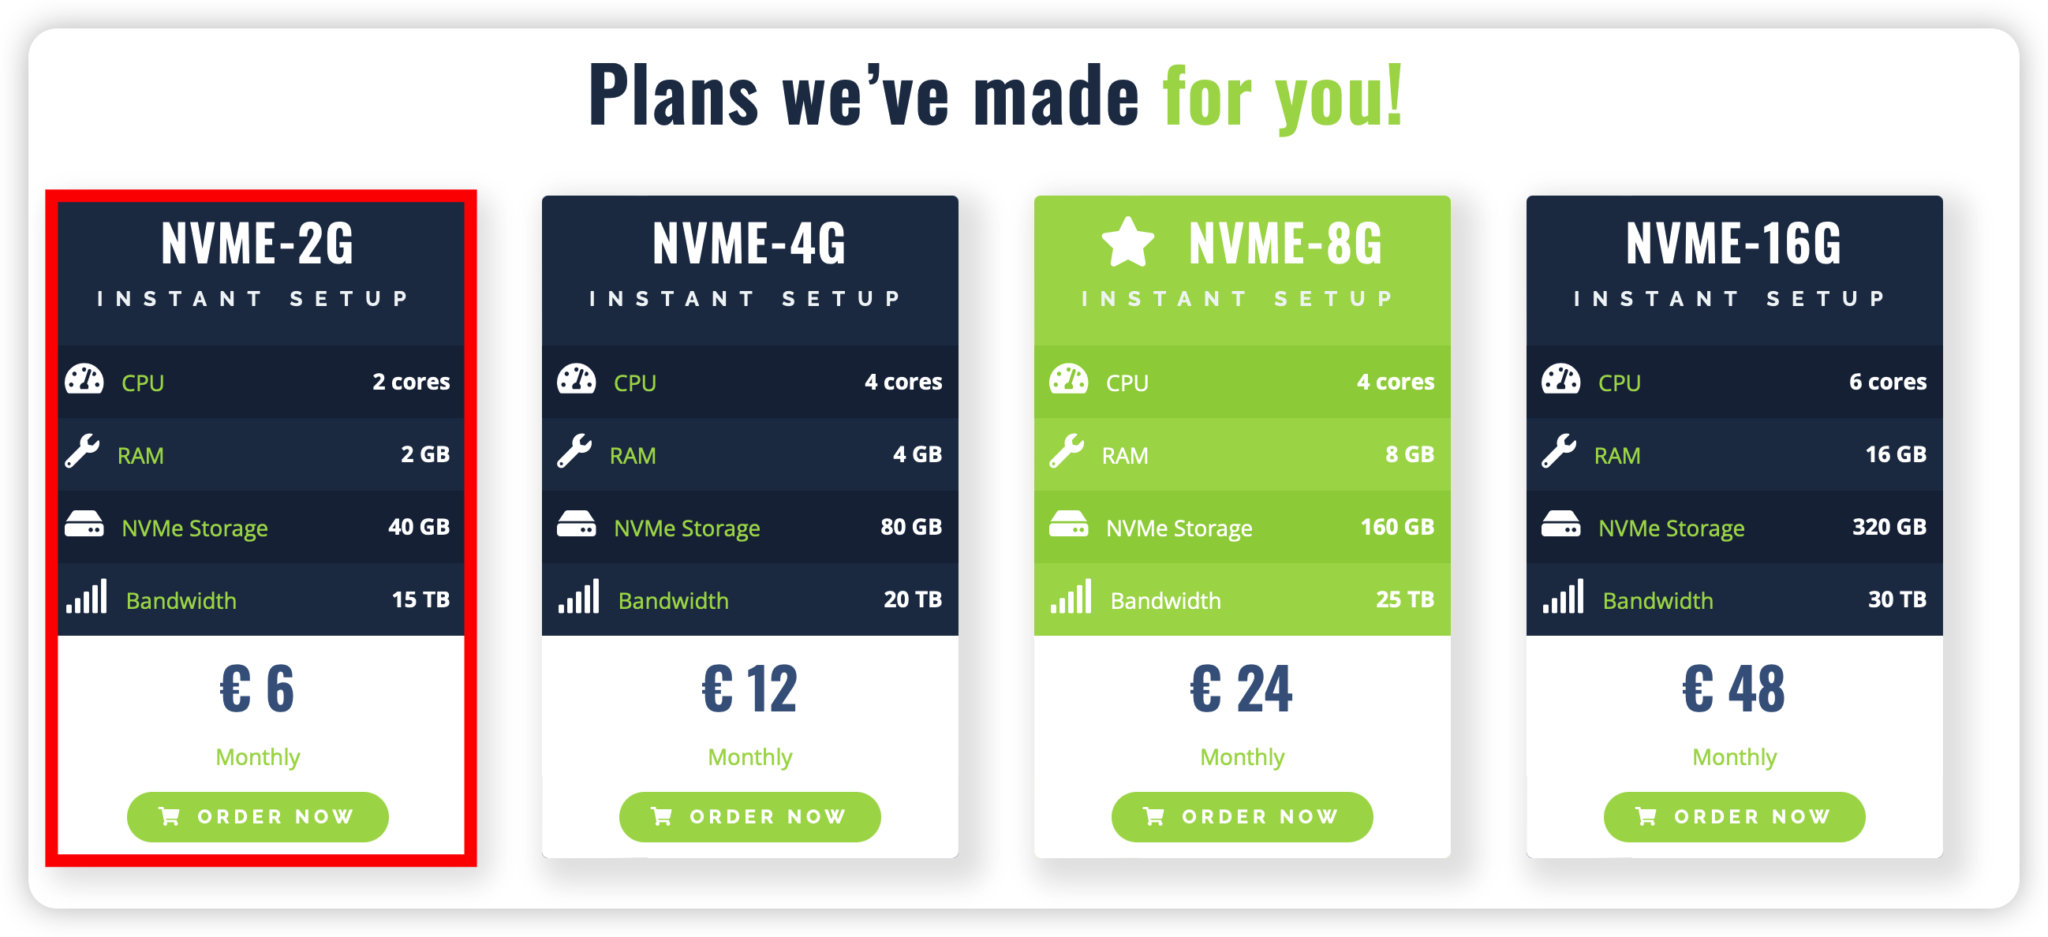 Plans we’ve made for you!
NVME-2G
INSTANT SETUP
CPU 2 cores
RAM 2 GB
NVMe Storage 40 GB
Bandwidth 15 TB
€ 6
Monthly
ORDER NOW
NVME-4G
INSTANT SETUP
CPU 4 cores
RAM 4 GB
NVMe Storage 80 GB
Bandwidth 20 TB
€ 12
Monthly
ORDER NOW
NVME-8G
INSTANT SETUP
CPU 4 cores
RAM 8 GB
NVMe Storage 160 GB
Bandwidth 25 TB
€ 24
Monthly
ORDER NOW
NVME-16G
INSTANT SETUP
CPU 6 cores
RAM 16 GB
NVMe Storage 320 GB
Bandwidth 30 TB
€ 48
Monthly
ORDER NOW